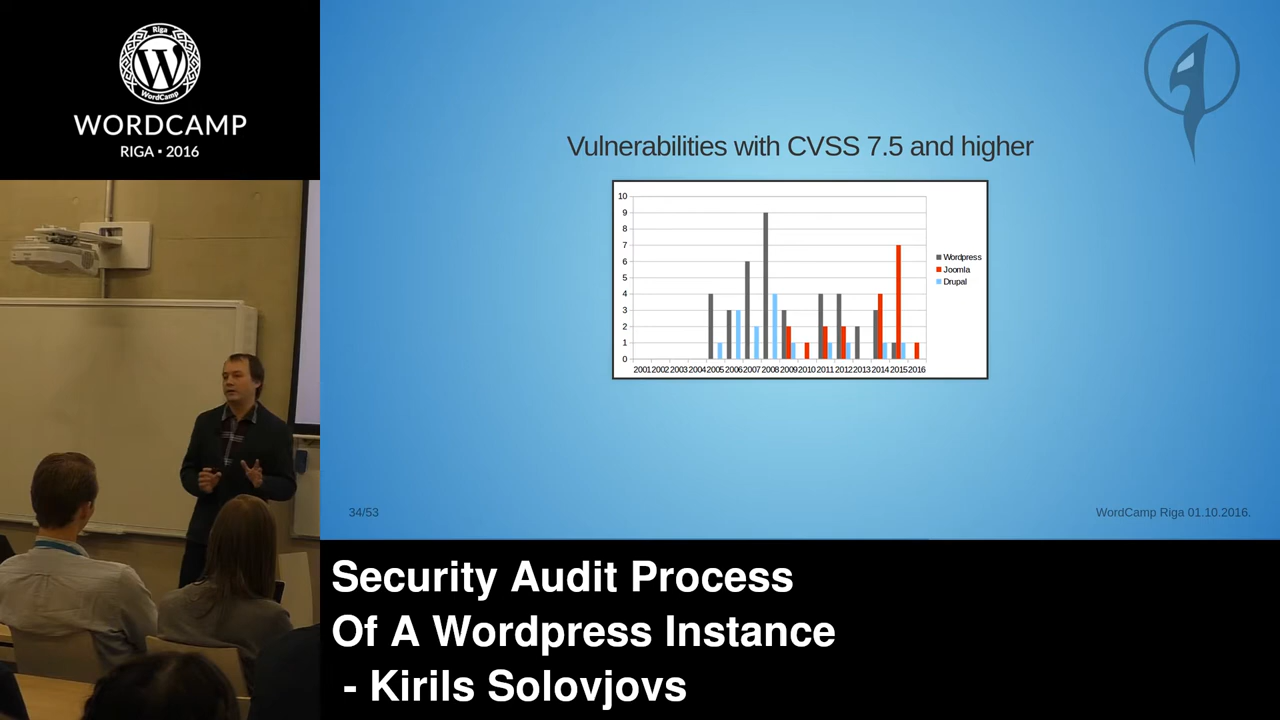 Riga
WordCamp
WORDCAMP
RIGA • 2016
Vulnerabilities with CVSS 7.5 and higher
10
9
8
7
6
5
4
3
2
1
0
2001 2002 2003 2004 2005 2006 2007 2008 2009 2010 2011 2012 2013 2014 2015 2016
Wordpress
Joomla
Drupal
34/53
WordCamp Riga 01.10.2016.
Security Audit Process
Of A Wordpress Instance
- Kirils Solovjovs